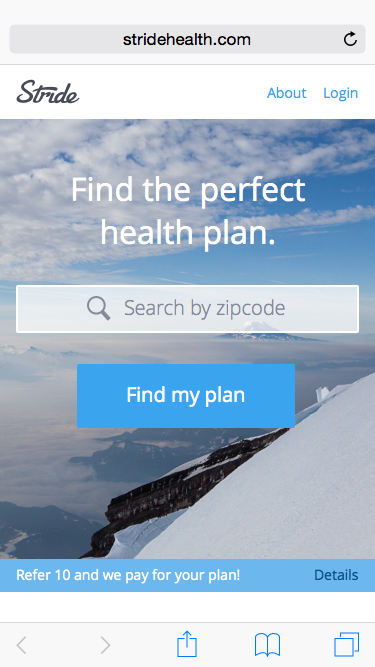 stridehealth.com
Stride
About Login
Find the perfect
health plan.
Search by zipcode
Find my plan
Refer 10 and we pay for your plan! Details